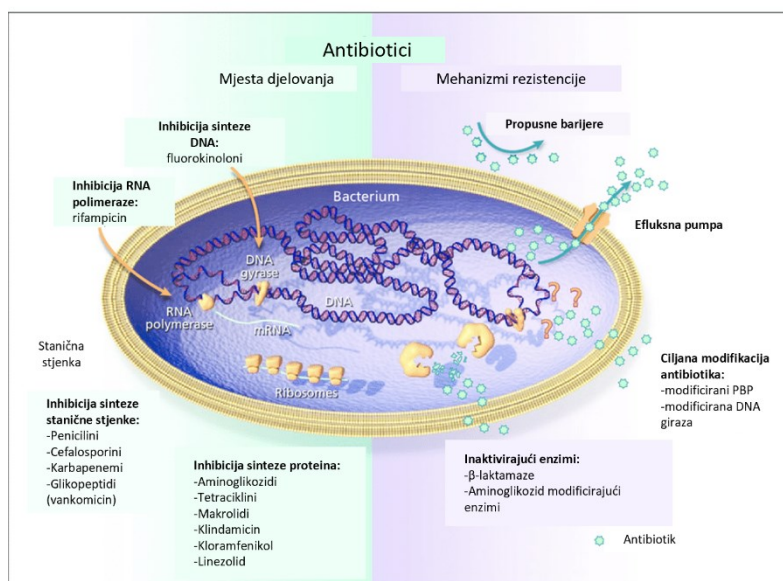 Antibiotici
Mjesta djelovanja
Mehanizmi rezistencije
Inhibicija sinteze
DNA:
fluorokinoloni
Propusne barijere
Inhibicija RNA
polimeraze:
rifampicin
Bacterium
Efluksna pumpa
DNA
gyrase
DNA
RNA
polymerase
mRNA
Ribosomes
Stanična
stjenka
Ciljana modifikacija
antibiotika:
-modificirani PBP
-modificirana DNA
giraza
??
Inhibicija sinteze
stanične stjenke:
-Penicilini
-Cefalosporini
-Karbapenemi
-Glikopeptidi
(vankomicin)
Inhibicija sinteze proteina:
-Aminoglikozidi
-Tetraciklini
-Makrolidi
-Klindamicin
-Kloramfenikol
-Linezolid
Inaktivirajući enzimi:
-β-laktamaze
-Aminoglikozid modificirajući
enzimi
Antibiotik